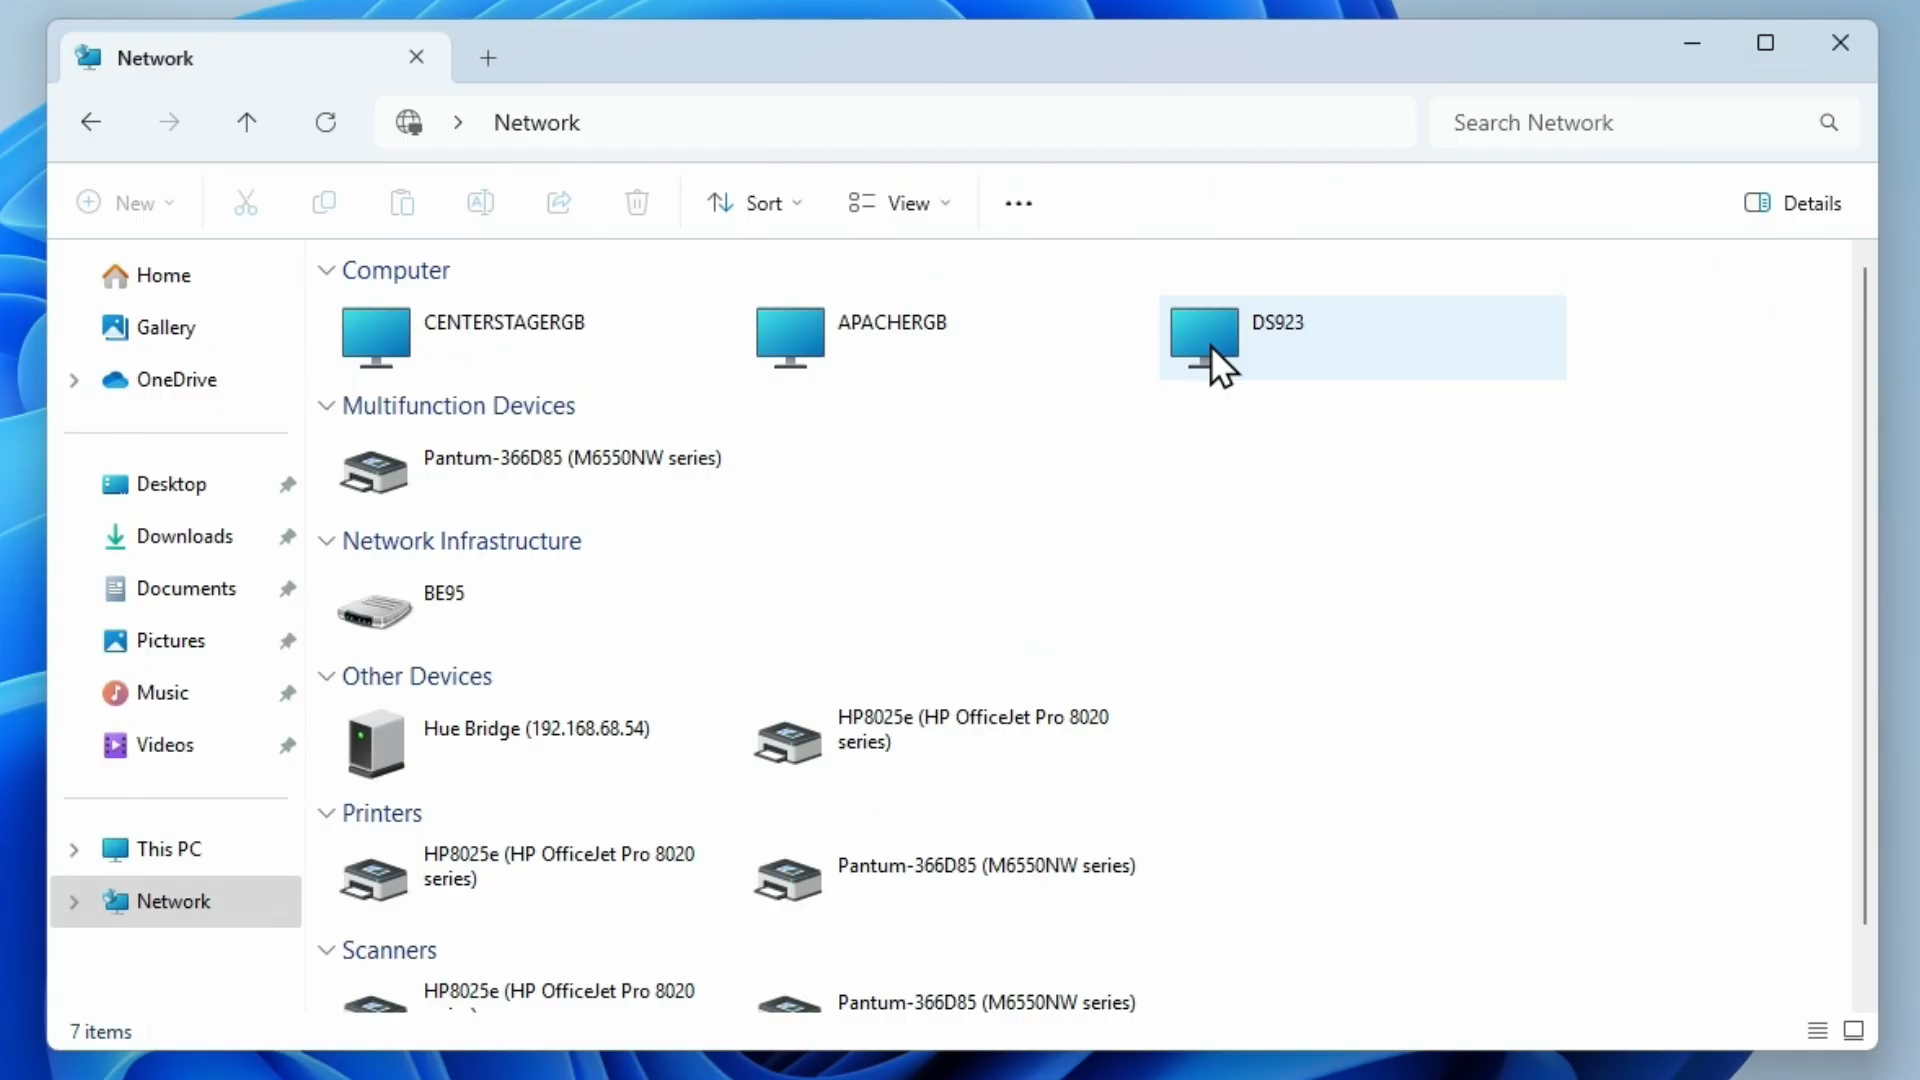 Network
Network
Search Network
New
Sort
View
Details
Home
Gallery
OneDrive
Desktop
Downloads
Documents
Pictures
Music
Videos
This PC
Network
Computer
CENTERSTAGERGB
APACHERGB
DS923
Multifunction Devices
Pantum-366D85 (M6550NW series)
Network Infrastructure
BE95
Other Devices
Hue Bridge (192.168.68.54)
HP8025e (HP OfficeJet Pro 8020
series)
Printers
HP8025e (HP OfficeJet Pro 8020
series)
Pantum-366D85 (M6550NW series)
Scanners
HP8025e (HP OfficeJet Pro 8020
Pantum-366D85 (M6550NW series)
7 items